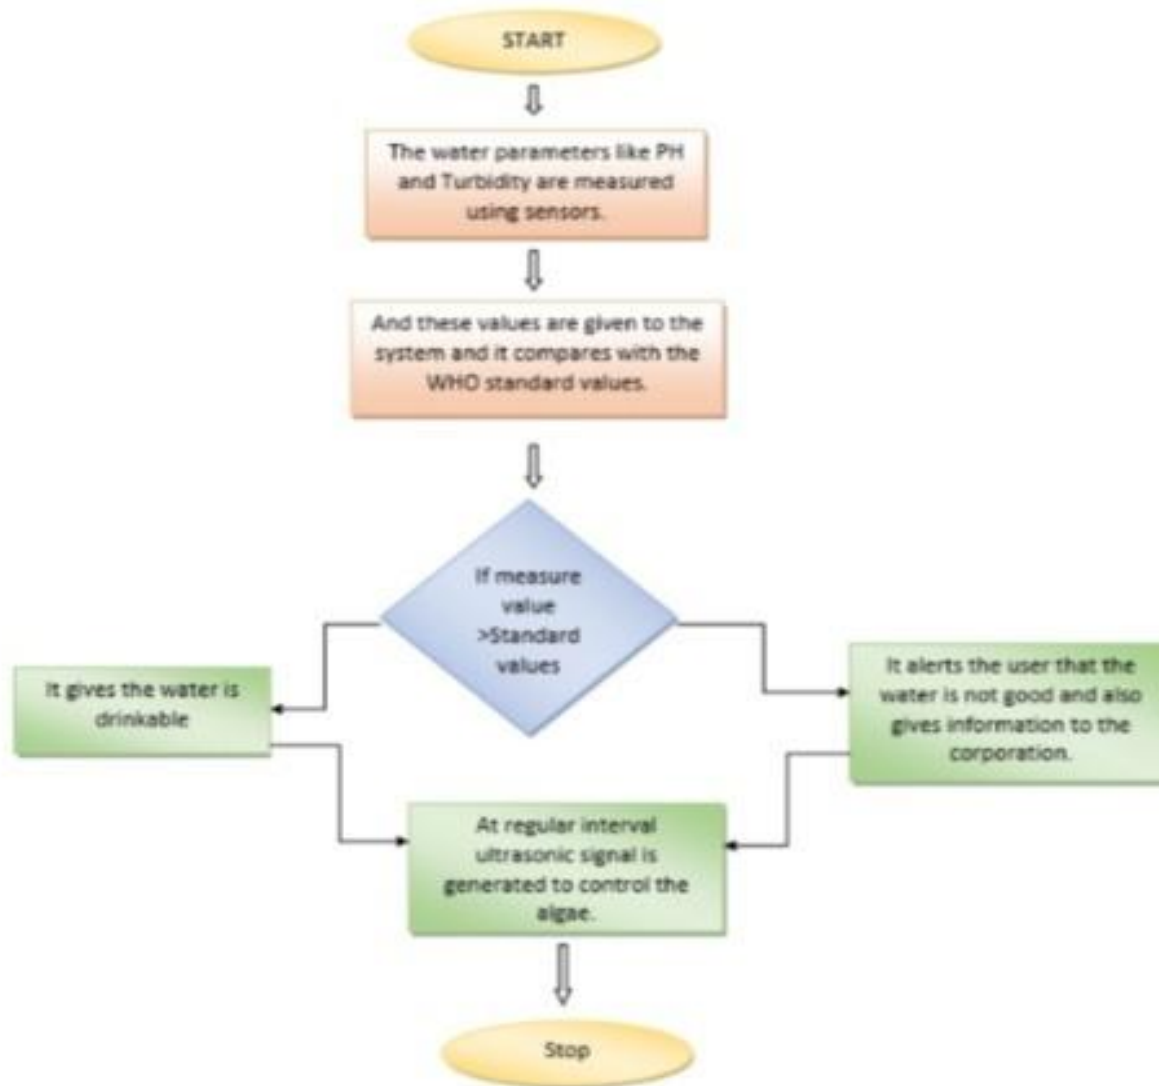 START
The water parameters like PH
and Turbidity are measured
using sensors.
And these values are given to the
system and it compares with the
WHO standard values.
If measure
value
>Standard
values
It gives the water is
drinkable
It alerts the user that the
water is not good and also
gives information to the
corporation.
At regular interval
ultrasonic signal is
generated to control the
algae.
Stop